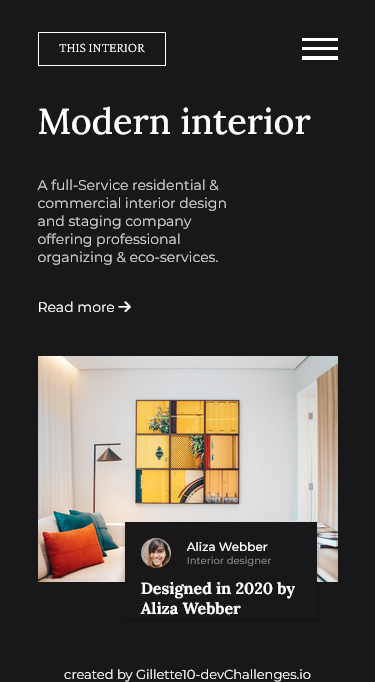 THIS INTERIOR
Modern interior
A full-Service residential &
commercial interior design
and staging company
offering professional
organizing & eco-services.
Read more →
Aliza Webber
Interior designer
Designed in 2020 by
Aliza Webber
created by Gillette10-devChallenges.io